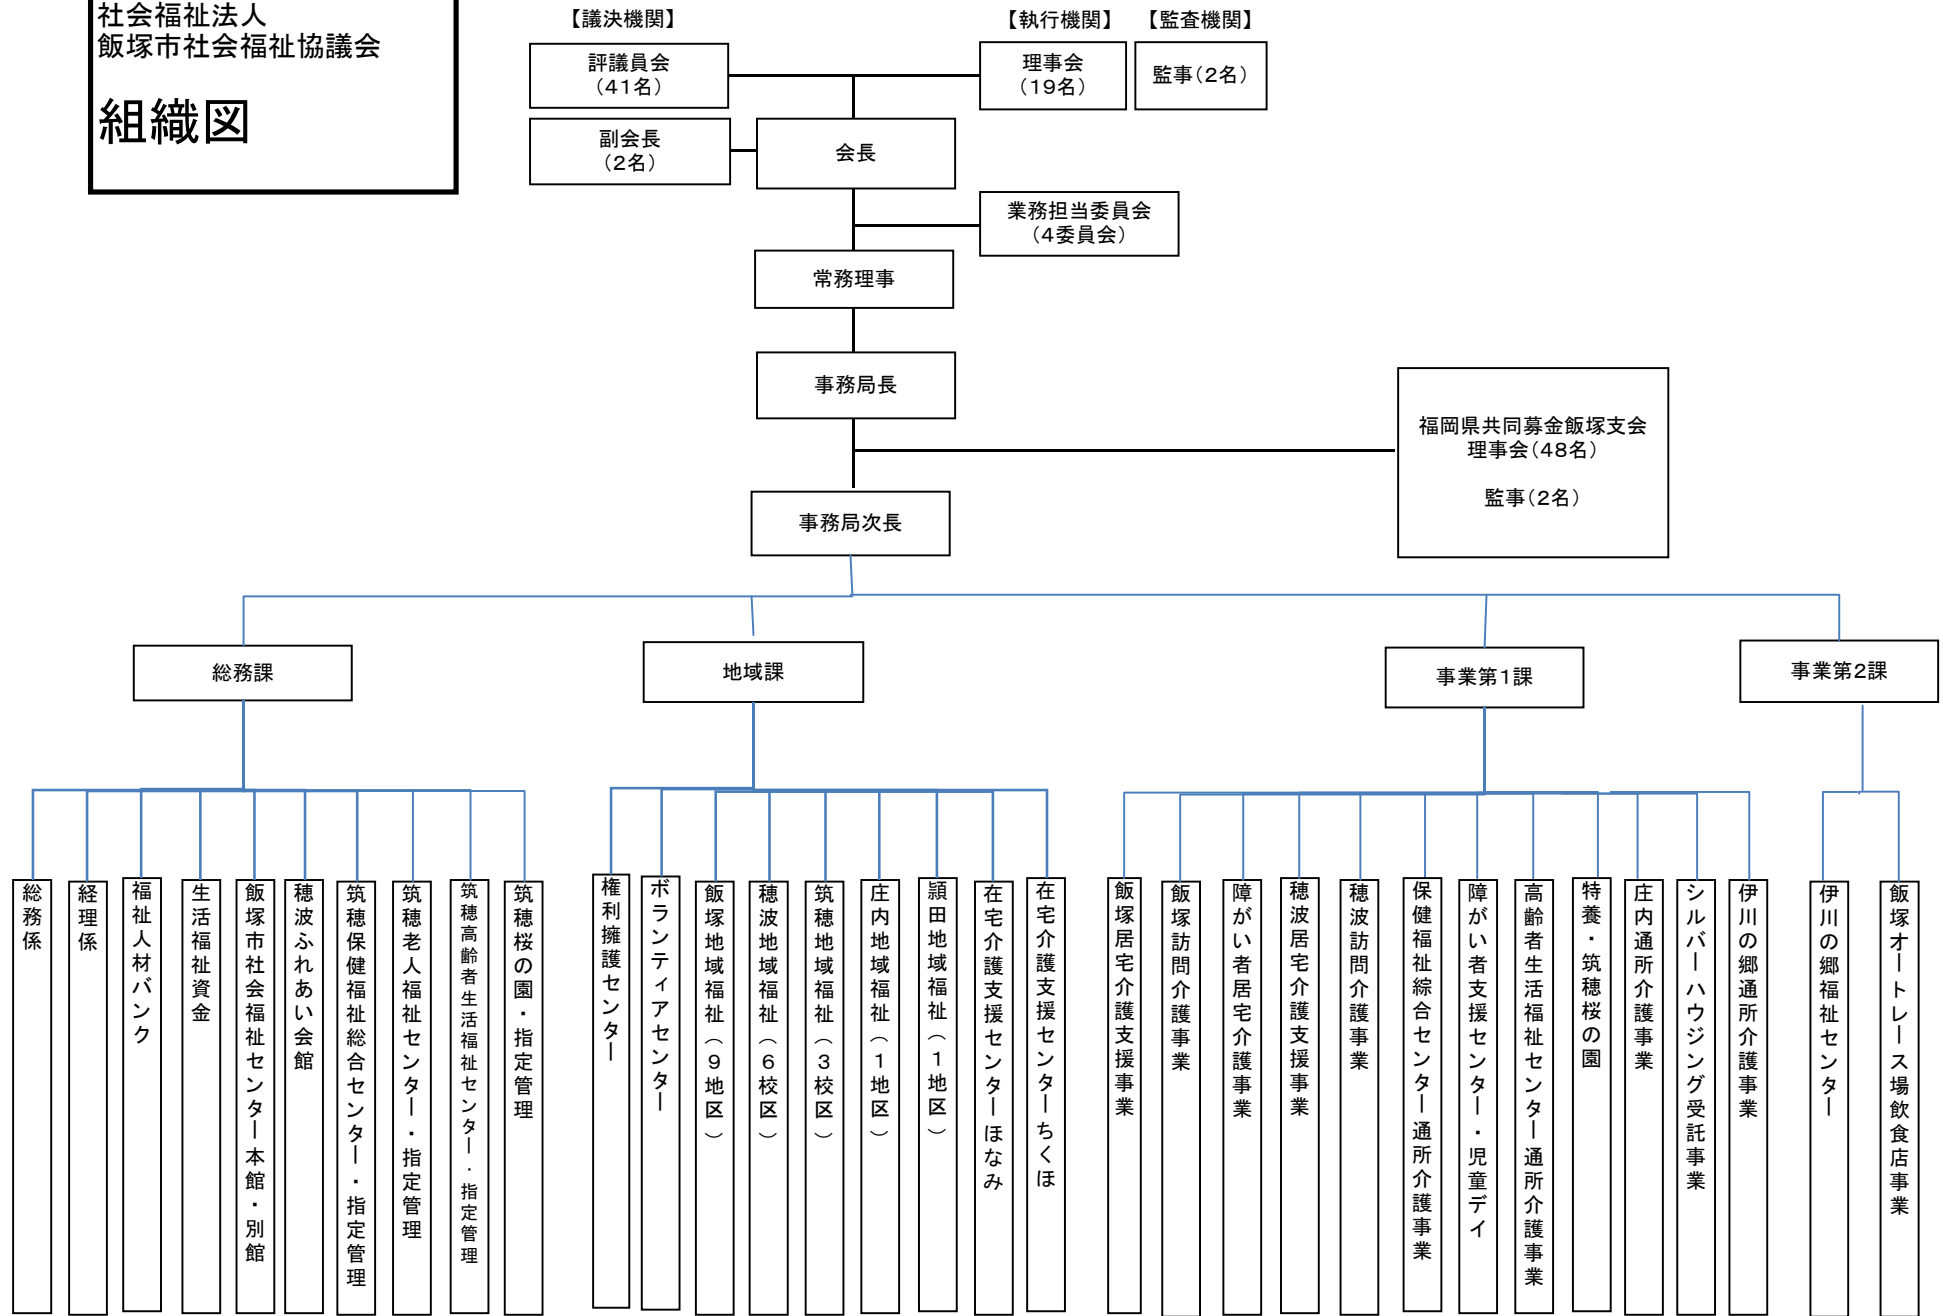 社会福祉法人
飯塚市社会福祉協議会
組織図
【議決機関】
【執行機関】
【監査機関】
評議員会
（41名）
理事会
（19名）
監事（2名）
副会長
（2名）
会長
業務担当委員会
（4委員会）
常務理事
事務局長
福岡県共同募金飯塚支会
理事会（48名）
監事（2名）
事務局次長
総務課
地域課
事業第1課
事業第2課
総務係
経理係
福祉人材バンク
生活福祉資金
飯塚市社会福祉センター本館・別館
穂波ふれあい会館
筑穂保健福祉総合センター・指定管理
筑穂老人福祉センター・指定管理
筑穂高齢者生活福祉センター・指定管理
筑穂桜の園・指定管理
権利擁護センター
ボランティアセンター
飯塚地域福祉（9地区）
穂波地域福祉（6校区）
筑穂地域福祉（3校区）
庄内地域福祉（1地区）
頴田地域福祉（1地区）
在宅介護支援センターほなみ
在宅介護支援センターちくほ
飯塚居宅介護支援事業
飯塚訪問介護事業
障がい者居宅介護事業
穂波居宅介護支援事業
穂波訪問介護事業
保健福祉綜合センター通所介護事業
障がい者支援センター・児童デイ
高齢者生活福祉センター通所介護事業
特養・筑穂桜の園
庄内通所介護事業
シルバーハウジング受託事業
伊川の郷通所介護事業
伊川の郷福祉センター
飯塚オートレース場飲食店事業